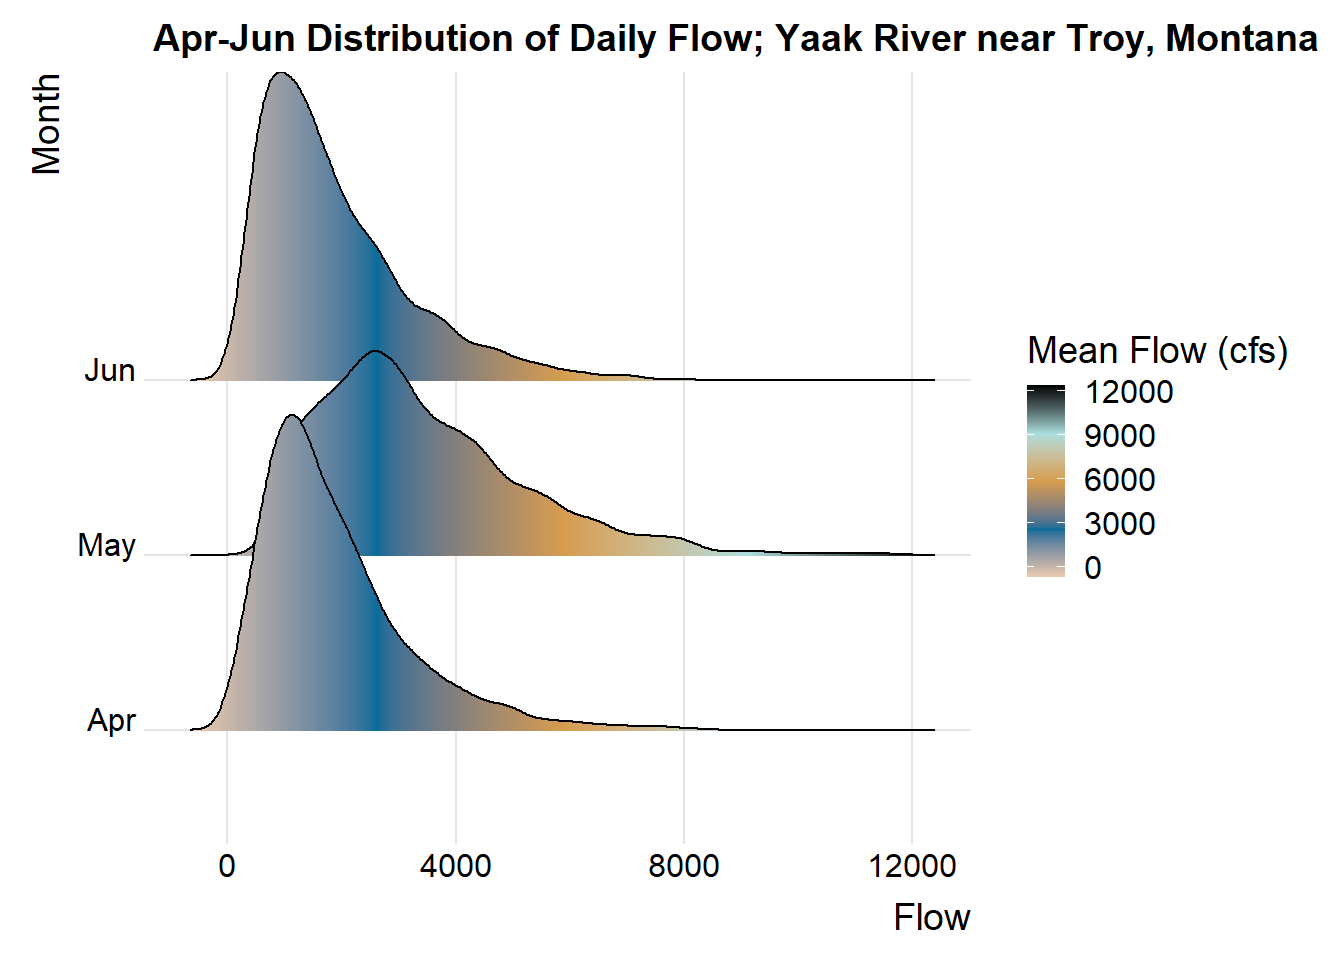 Apr-Jun Distribution of Daily Flow; Yaak River near Troy, Montana
Month
Jun
May
Apr
0 4000 8000 12000
Flow
Mean Flow (cfs)
12000
9000
6000
3000
0